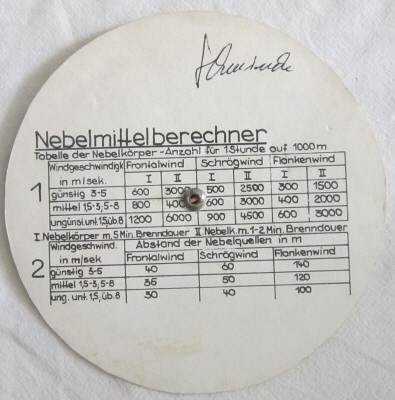 Nebelmittelberechner
Tabelle der Nebelkörper-Anzahl für 1 Stunde auf 1000 m
1
Windgeschwindigk. Frontalwind Schrägwind Flankenwind
in m/sek. I II I II I II
günstig 3-5 600 3000 500 2500 300 1500
mittel 1,5-3, 5-8 800 600 3000 400 2000
ungünst. unt. 1,5, üb. 8 1200 6000 900 4500 600 3000
I. Nebelkörper m. 5 Min. Brenndauer II. Nebelk. m. 1-2 Min. Brenndauer
2
Windgeschwind. Abstand der Nebelquellen in m
in m/sek Frontalwind Schrägwind Flankenwind
günstig 3-5 40 60 140
mittel 1,5-3, 5-8 35 50 120
ung. unt. 1,5, üb. 8 30 40 100